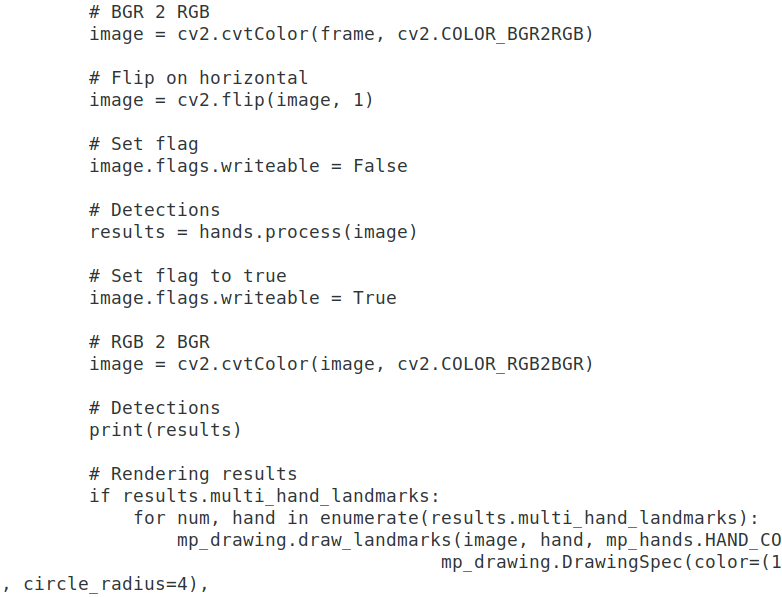 # BGR 2 RGB
image = cv2.cvtColor(frame, cv2.COLOR_BGR2RGB)
# Flip on horizontal
image = cv2.flip(image, 1)
# Set flag
image.flags.writeable = False
# Detections
results = hands.process(image)
# Set flag to true
image.flags.writeable = True
# RGB 2 BGR
image = cv2.cvtColor(image, cv2.COLOR_RGB2BGR)
# Detections
print(results)
# Rendering results
if results.multi_hand_landmarks:
for num, hand in enumerate(results.multi_hand_landmarks):
mp_drawing.draw_landmarks(image, hand, mp_hands.HAND_CO
mp_drawing.DrawingSpec(color=(1
, circle_radius=4),